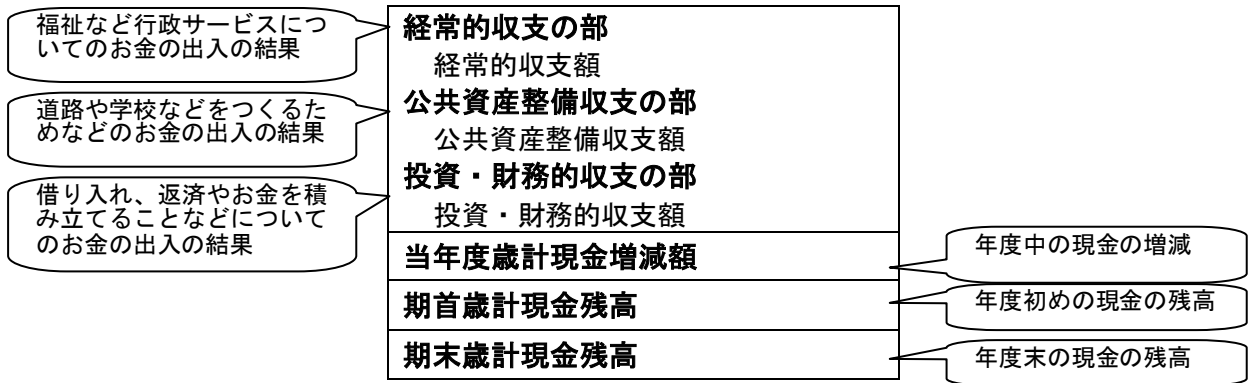 福祉など行政サービスにつ
いてのお金の出入の結果
道路や学校などをつくるた
めなどのお金の出入の結果
借り入れ、返済やお金を積
み立てることなどについて
のお金の出入の結果
経常的収支の部
経常的収支額
公共資産整備収支の部
公共資産整備収支額
投資・財務的収支の部
投資・財務的収支額
当年度歳計現金増減額
期首歳計現金残高
期末歳計現金残高
年度中の現金の増減
年度初めの現金の残高
年度末の現金の残高